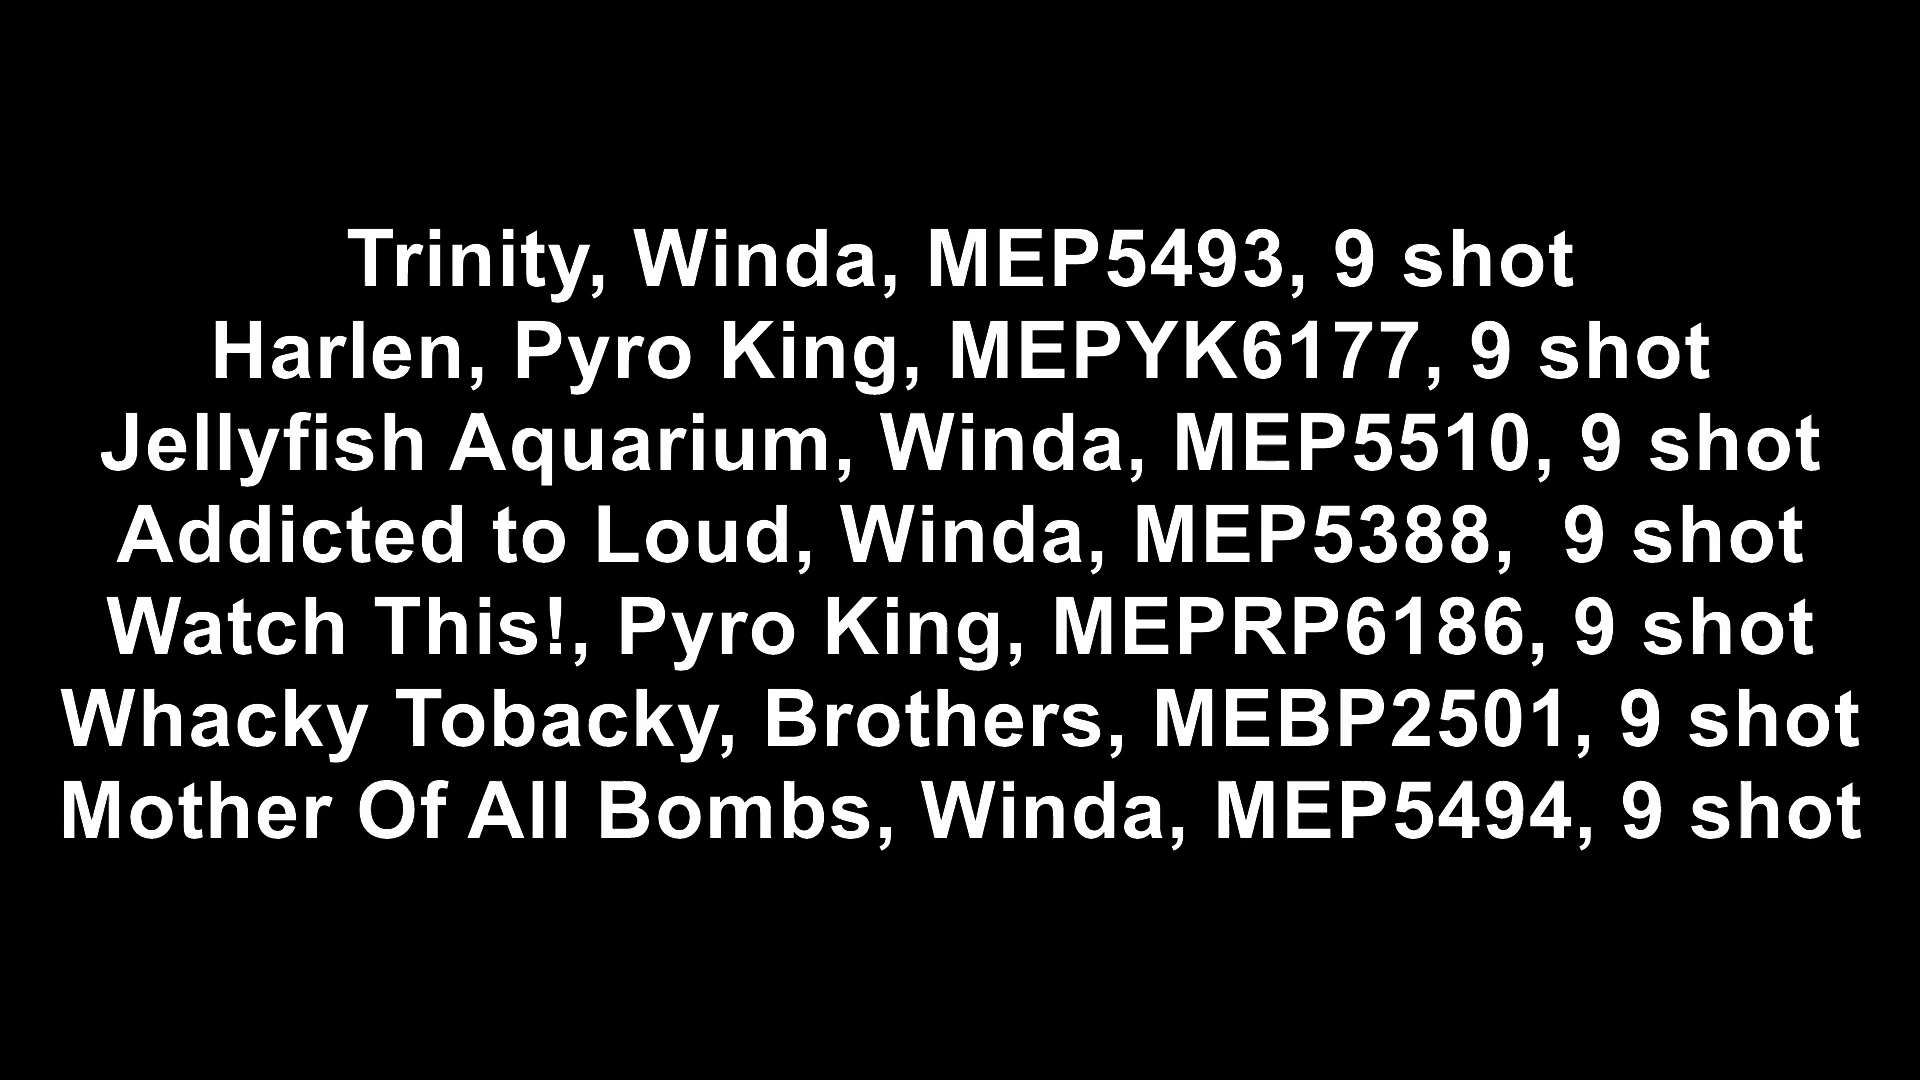 Trinity, Winda, MEP5493, 9 shot
Harlen, Pyro King, MEPYK6177, 9 shot
Jellyfish Aquarium, Winda, MEP5510, 9 shot
Addicted to Loud, Winda, MEP5388,  9 shot
Watch This!, Pyro King, MEPRP6186, 9 shot
Whacky Tobacky, Brothers, MEBP2501, 9 shot
Mother Of All Bombs, Winda, MEP5494, 9 shot